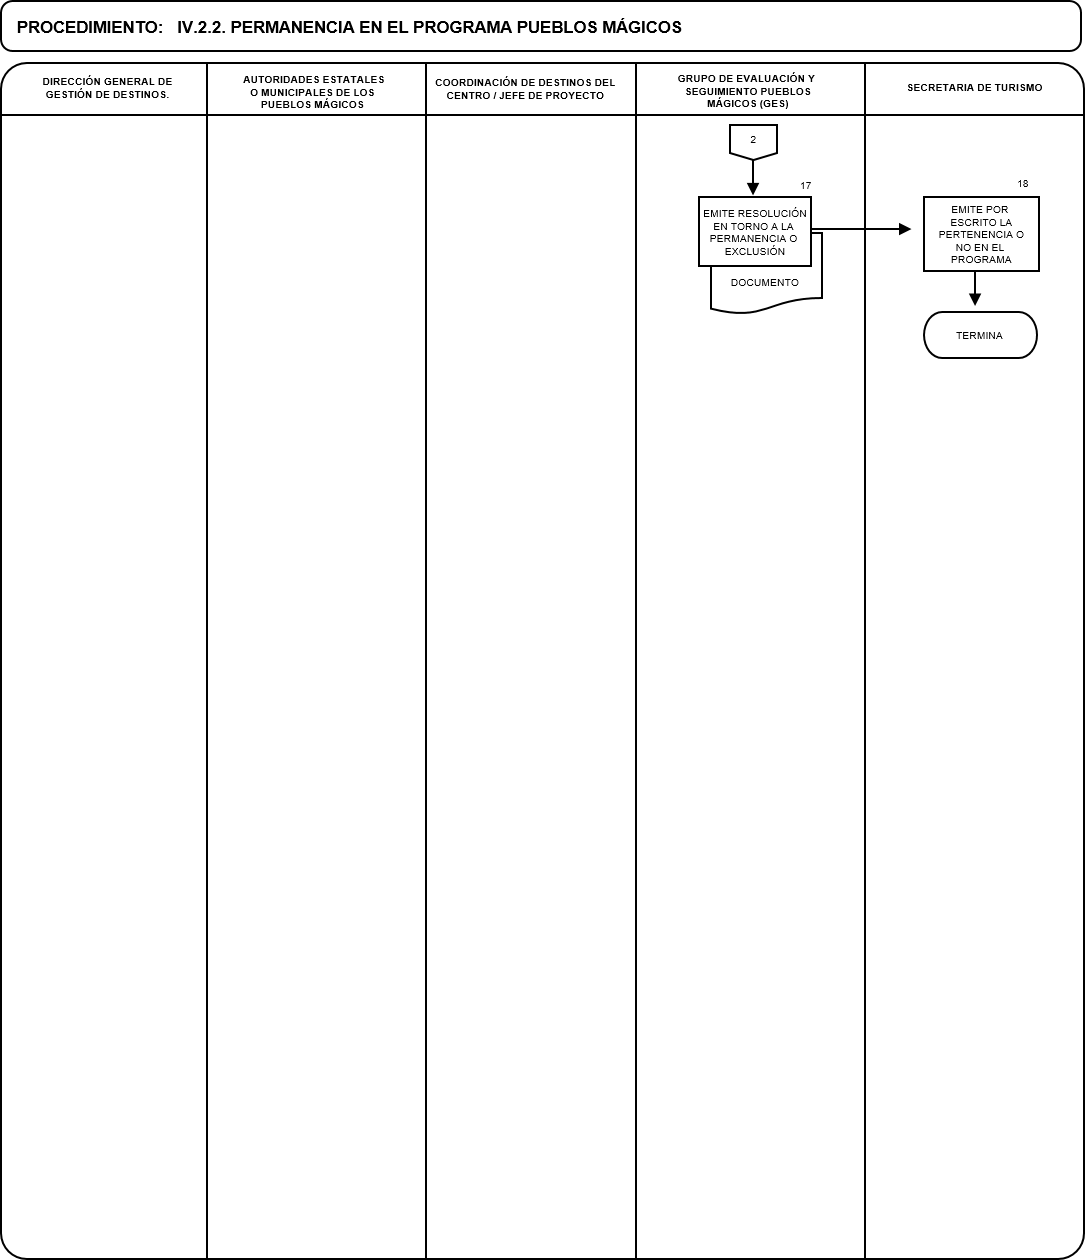 PROCEDIMIENTO: IV.2.2. PERMANENCIA EN EL PROGRAMA PUEBLOS MÁGICOS
DIRECCIÓN GENERAL DE
GESTIÓN DE DESTINOS.
AUTORIDADES ESTATALES
O MUNICIPALES DE LOS
PUEBLOS MÁGICOS
COORDINACIÓN DE DESTINOS DEL
CENTRO / JEFE DE PROYECTO
GRUPO DE EVALUACIÓN Y
SEGUIMIENTO PUEBLOS
MÁGICOS (GES)
SECRETARIA DE TURISMO
2
17
EMITE RESOLUCIÓN
EN TORNO A LA
PERMANENCIA O
EXCLUSIÓN
DOCUMENTO
18
EMITE POR
ESCRITO LA
PERTENENCIA O
NO EN EL
PROGRAMA
TERMINA